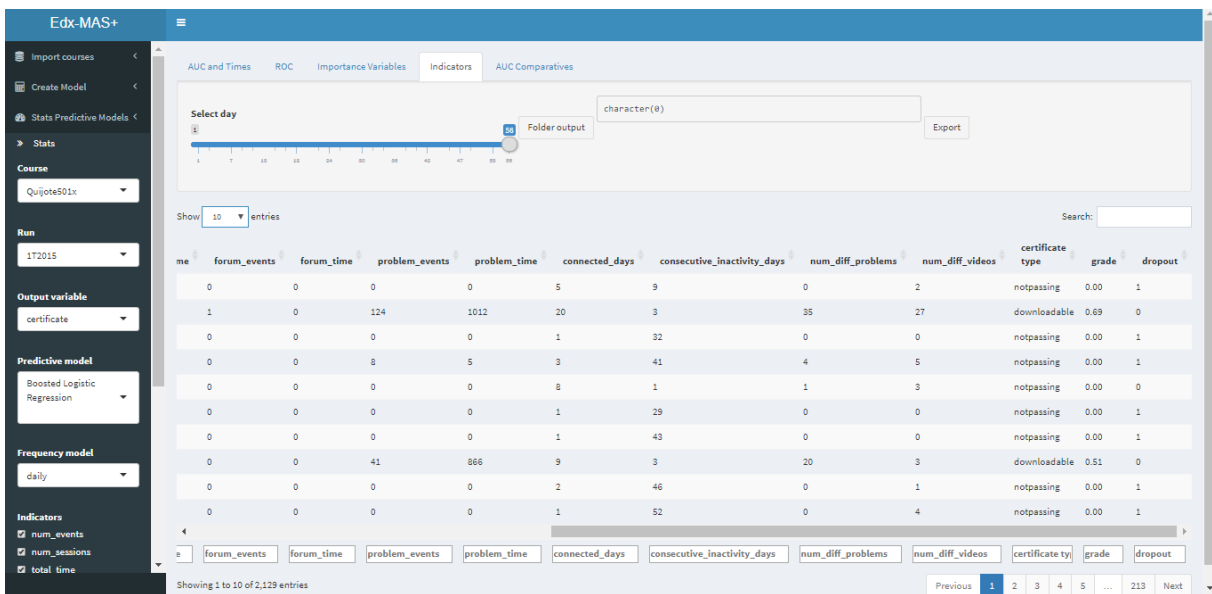 Edx-MAS+
Import courses
Create Model
Stats Predictive Models
» Stats
Course
Quijote501x
Run
1T2015
Output variable
certificate
Predictive model
Boosted Logistic
Regression
Frequency model
daily
Indicators
num_events
num_sessions
total_time
AUC and Times ROC Importance Variables Indicators AUC Comparatives
Select day
1 56
Folder output
character(0)
Export
Show 10 entries
Search:
me forum_events forum_time problem_events problem_time connected_days consecutive_inactivity_days num_diff_problems num_diff_videos certificate type grade dropout
0 0 0 0 5 9 0 2 notpassing 0.00 1
1 0 124 1012 20 3 35 27 downloadable 0.69 0
0 0 0 0 1 32 0 0 notpassing 0.00 1
0 0 8 5 3 41 4 5 notpassing 0.00 1
0 0 0 0 8 1 1 3 notpassing 0.00 0
0 0 0 0 1 29 0 0 notpassing 0.00 1
0 0 0 0 1 43 0 0 notpassing 0.00 1
0 0 41 866 9 3 20 3 downloadable 0.51 0
0 0 0 0 2 46 0 1 notpassing 0.00 1
0 0 0 0 1 52 0 4 notpassing 0.00 1
e forum_events forum_time problem_events problem_time connected_days consecutive_inactivity_days num_diff_problems num_diff_videos certificate ty grade dropout
Showing 1 to 10 of 2,129 entries
Previous 1 2 3 4 5 ... 213 Next